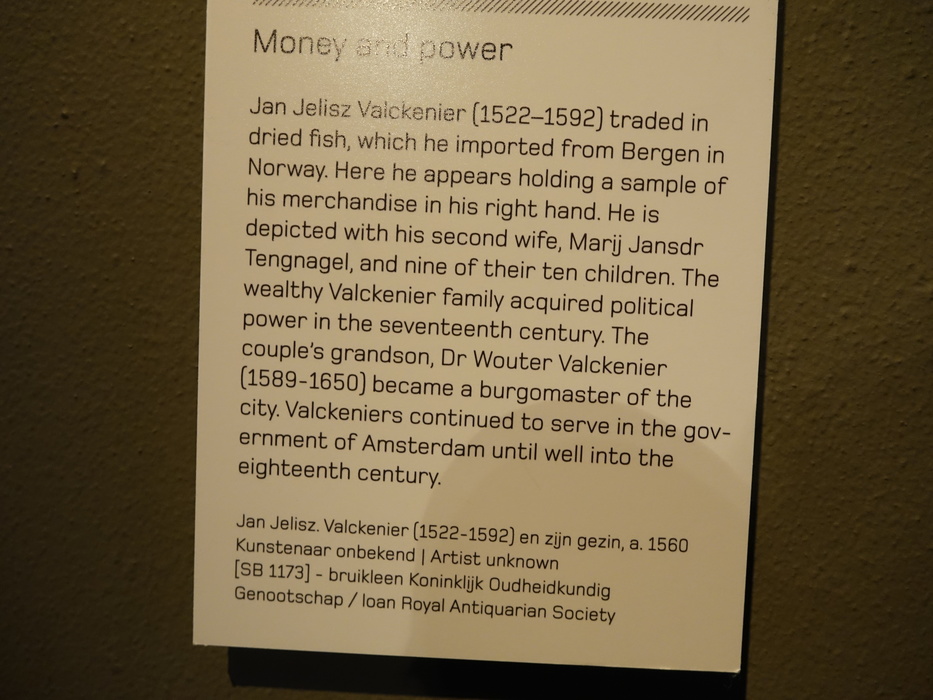 Money and power
Jan Jelisz Valckenier (1522–1592) traded in
dried fish, which he imported from Bergen in
Norway. Here he appears holding a sample of
his merchandise in his right hand. He is
depicted with his second wife, Marij Jansdr
Tengnagel, and nine of their ten children. The
wealthy Valckenier family acquired political
power in the seventeenth century. The
couple's grandson, Dr Wouter Valckenier
(1589-1650) became a burgomaster of the
city. Valckeniers continued to serve in the gov-
ernment of Amsterdam until well into the
eighteenth century.
Jan Jelisz. Valckenier (1522-1592) en zijn gezin, a. 1560
Kunstenaar onbekend | Artist unknown
[SB 1173] - bruikleen Koninklijk Oudheidkundig
Genootschap / loan Royal Antiquarian Society